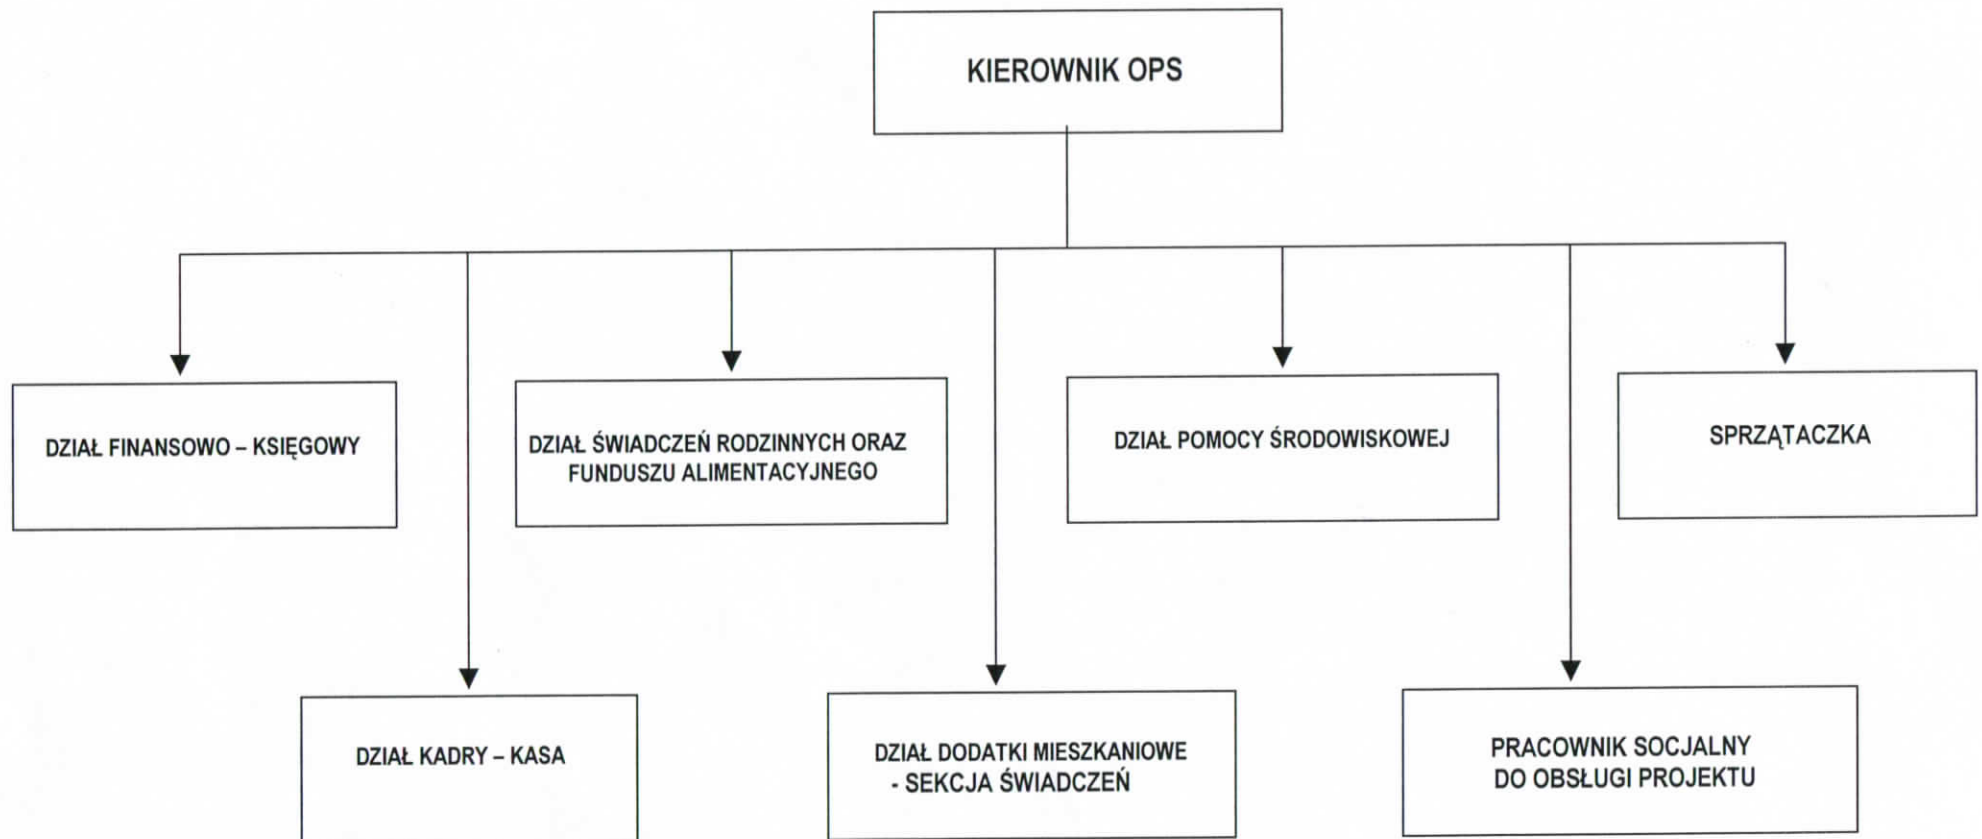 KIEROWNIK OPS
DZIAŁ FINANSOWO – KSIĘGOWY
DZIAŁ ŚWIADCZEŃ RODZINNYCH ORAZ
FUNDUSZU ALIMENTACYJNEGO
DZIAŁ POMOCY ŚRODOWISKOWEJ
SPRZĄTACZKA
DZIAŁ KADRY – KASA
DZIAŁ DODATKI MIESZKANIOWE
- SEKCJA ŚWIADCZEŃ
PRACOWNIK SOCJALNY
DO OBSŁUGI PROJEKTU